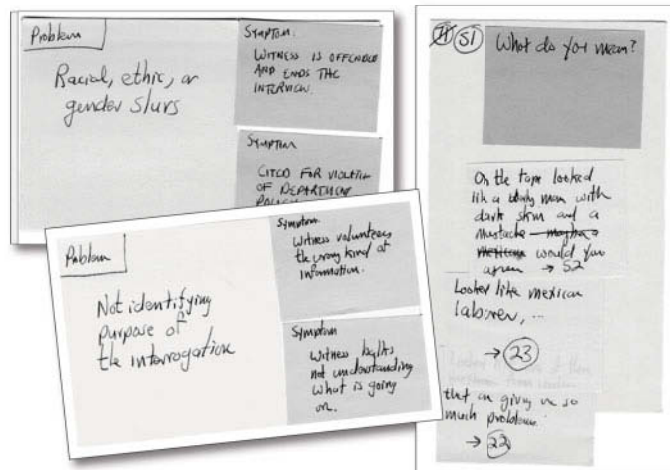 Problem
Racial, ethic, or
gender slurs
SYMPTOM.
WITNESS IS OFFENDED
AND ENDS THE
INTERVIEW.
SYMPTOM
CITED FOR VIOLATION
OF DEPARTMENT
Problem
Not identifying
purpose of
the interrogation
Symptom
Witness volunteers
the wrong kind of
information.
Symptom
Witness balks
not understanding
what is going
on.
51
What do you mean?
On the tape looked
like a man with
dark skin and a
mustache
mexican would you
agree → 52
Looked like mexican
laborer, ...
→ 23
that are giving us so
much problems.
→ 22